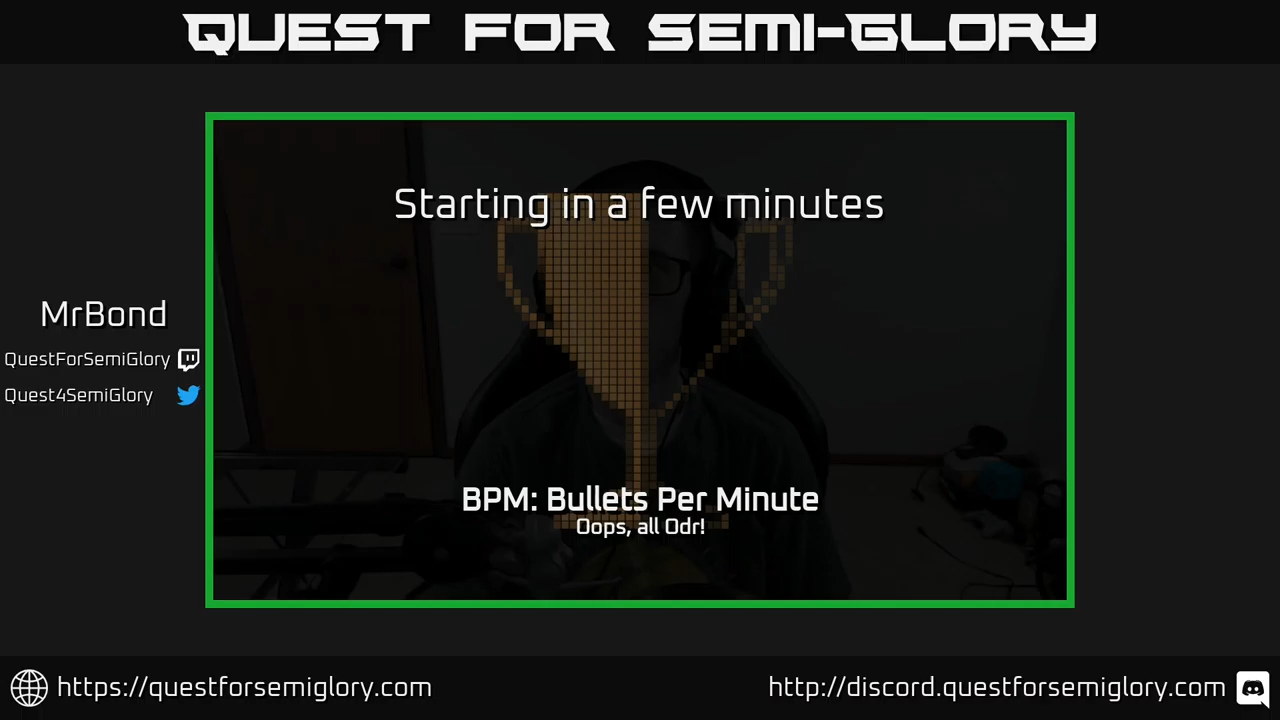 QUEST FOR SEMI-GLORY
Starting in a few minutes
MrBond
QuestForSemiGlory
Quest4SemiGlory
BPM: Bullets Per Minute
Oops, all Odr!
https://questforsemiglory.com
http://discord.questforsemiglory.com